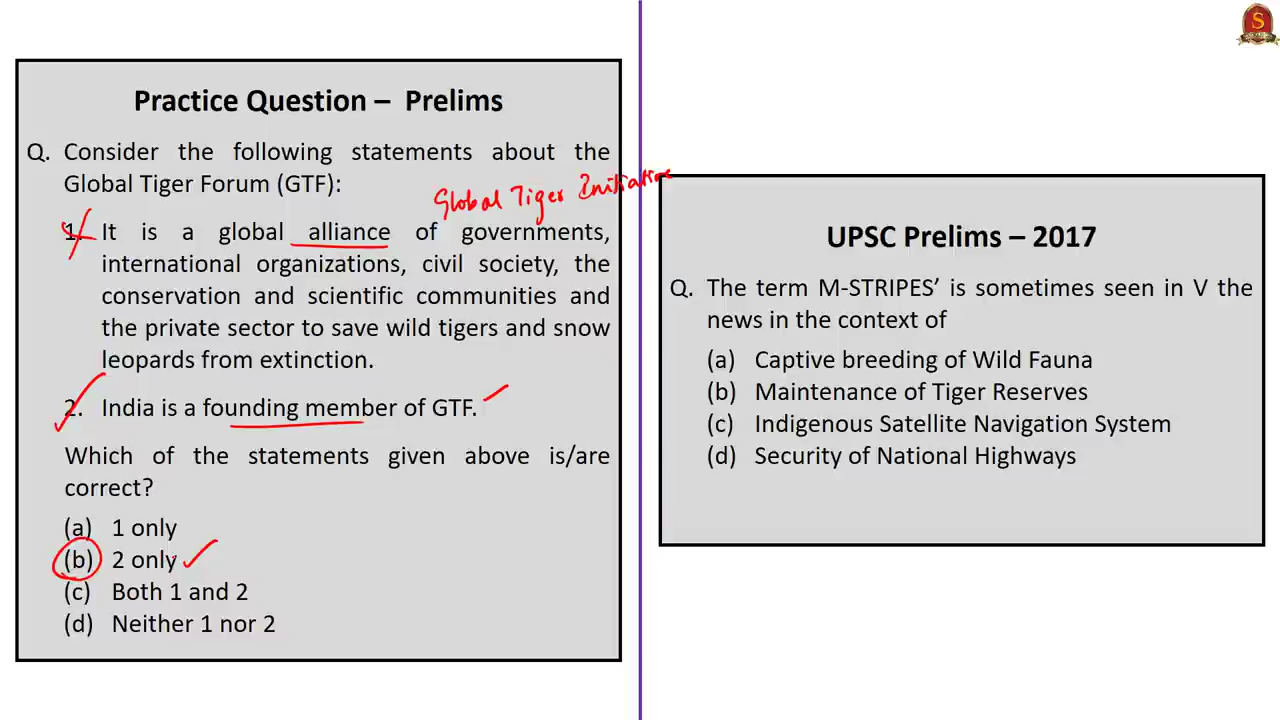 Practice Question – Prelims
Q. Consider the following statements about the
Global Tiger Forum (GTF):
Global Tiger Initiative
1. It is a global alliance of governments,
international organizations, civil society, the
conservation and scientific communities and
the private sector to save wild tigers and snow
leopards from extinction.
2. India is a founding member of GTF.
Which of the statements given above is/are
correct?
(a) 1 only
(b) 2 only
(c) Both 1 and 2
(d) Neither 1 nor 2
S
UPSC Prelims – 2017
Q. The term M-STRIPES’ is sometimes seen in V the
news in the context of
(a) Captive breeding of Wild Fauna
(b) Maintenance of Tiger Reserves
(c) Indigenous Satellite Navigation System
(d) Security of National Highways